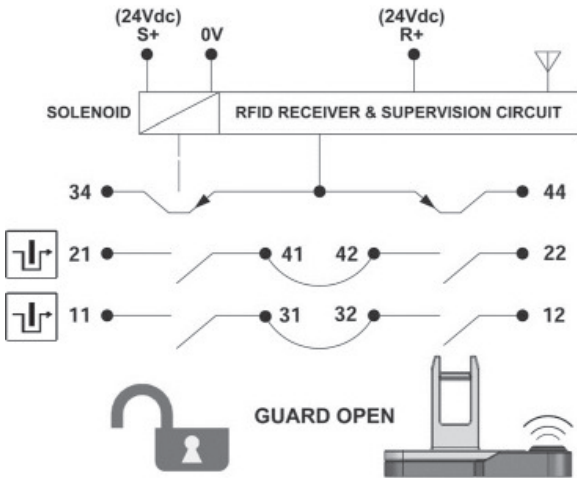 (24Vdc) (24Vdc)
S+ 0V R+
SOLENOID RFID RECEIVER & SUPERVISION CIRCUIT
34 44
21 41 42 22
11 31 32 12
GUARD OPEN